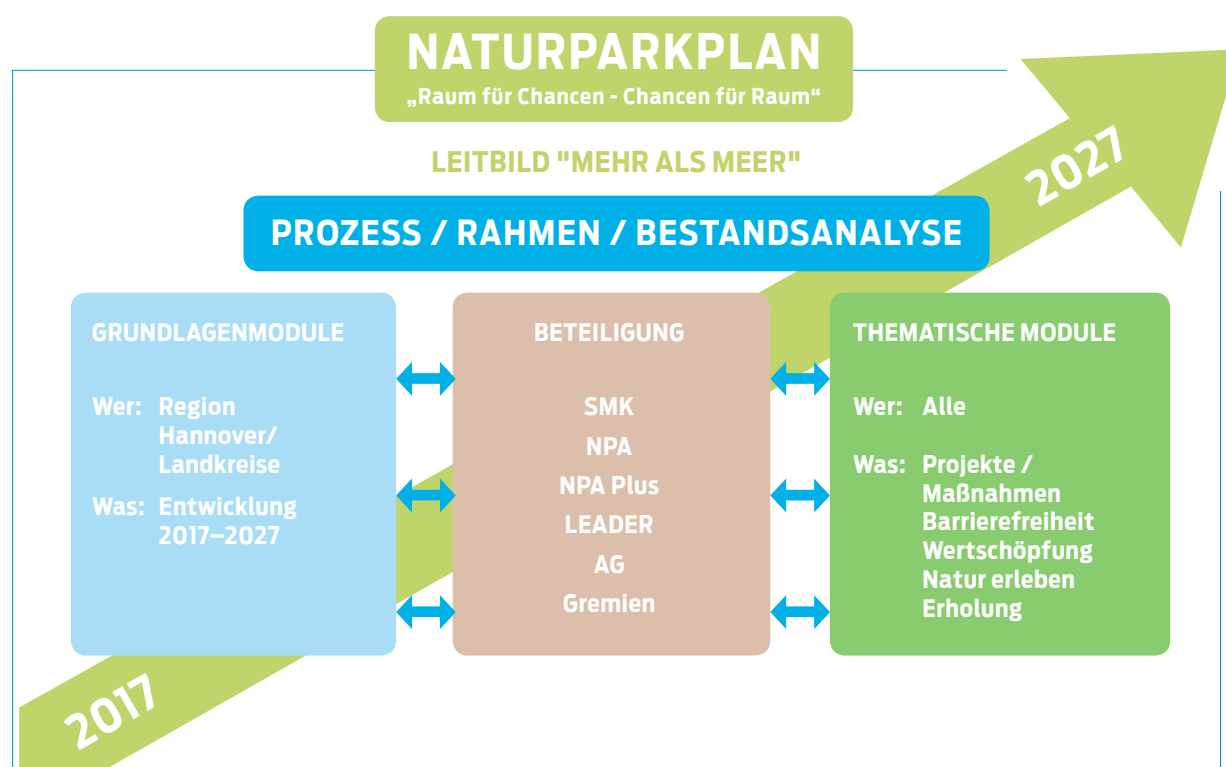 NATURPARKPLAN
„Raum für Chancen - Chancen für Raum“
LEITBILD "MEHR ALS MEER"
2027
PROZESS / RAHMEN / BESTANDSANALYSE
GRUNDLAGENMODULE
Wer: Region
Hannover/
Landkreise
Was: Entwicklung
2017–2027
BETEILIGUNG
SMK
NPA
NPA Plus
LEADER
AG
Gremien
THEMATISCHE MODULE
Wer: Alle
Was: Projekte /
Maßnahmen
Barrierefreiheit
Wertschöpfung
Natur erleben
Erholung
2017